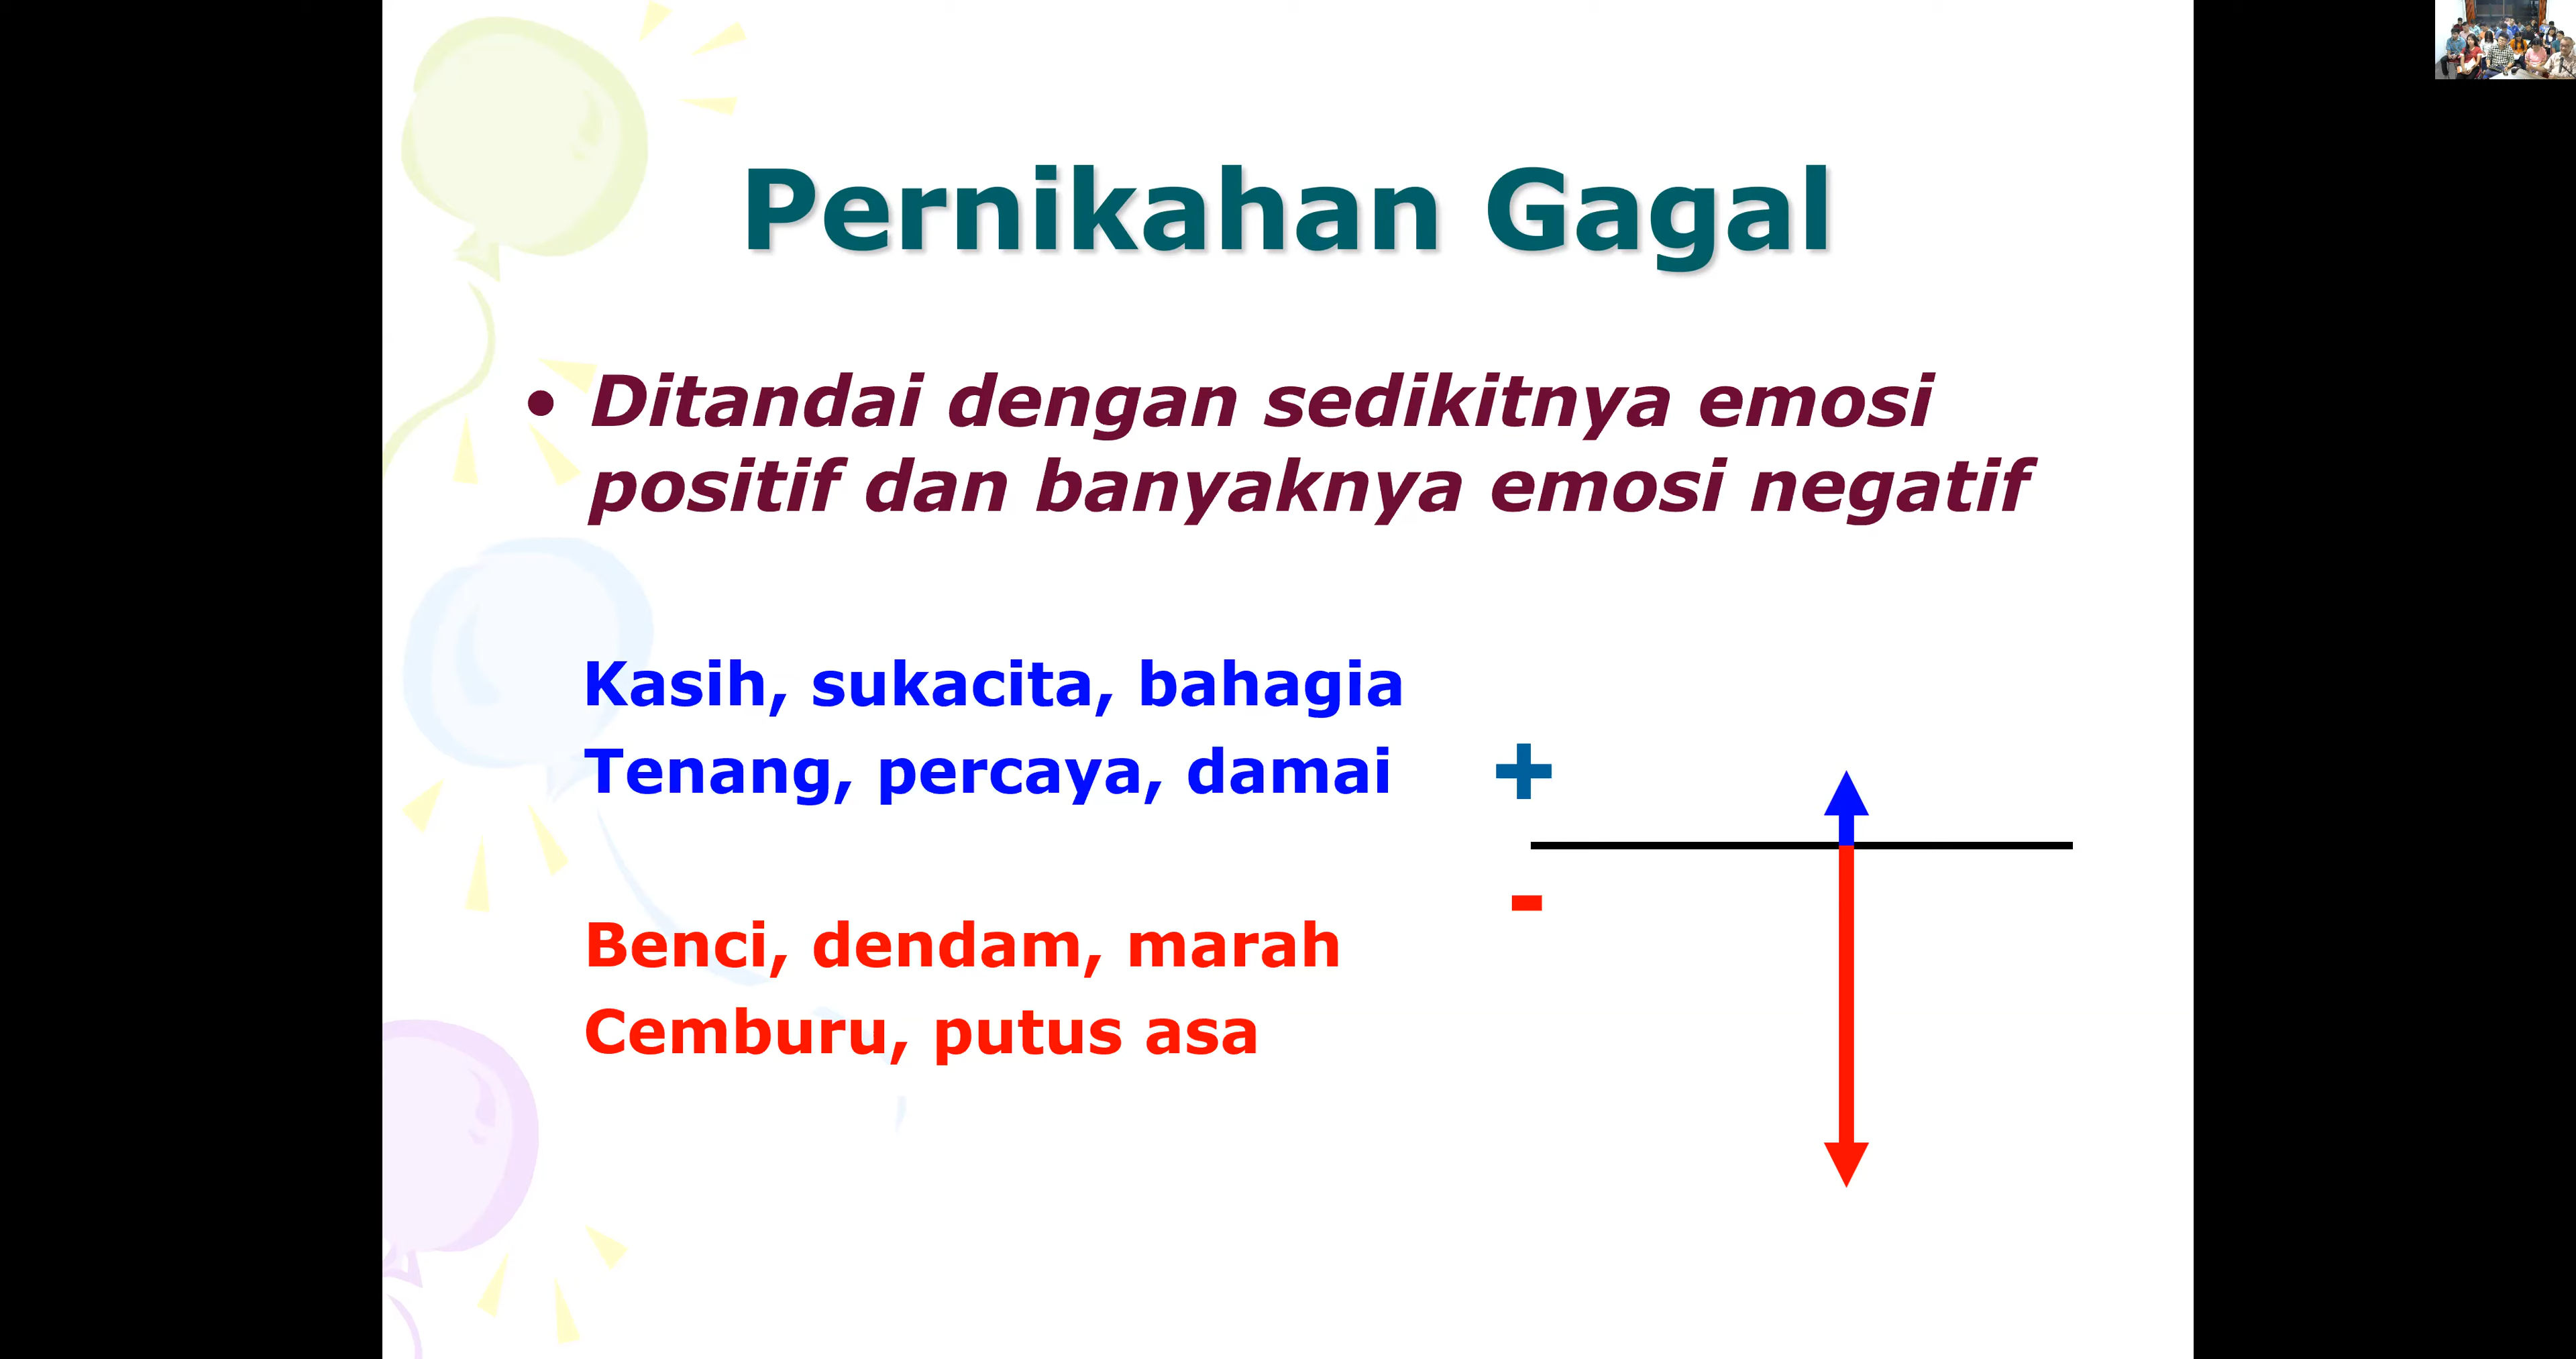 Pernikahan Gagal
• Ditandai dengan sedikitnya emosi
positif dan banyaknya emosi negatif
Kasih, sukacita, bahagia
Tenang, percaya, damai
+
-
Benci, dendam, marah
Cemburu, putus asa